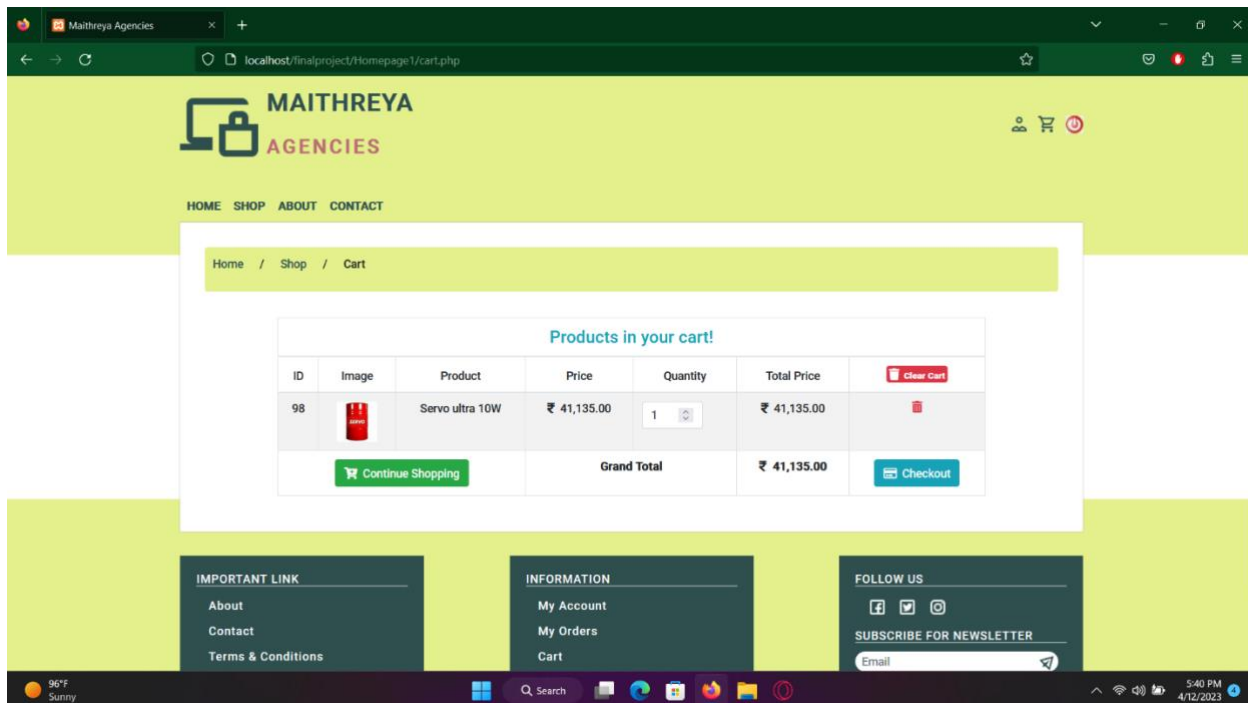 Maithreya Agencies
localhost/finalproject/Homepage1/cart.php
MAITHREYA
AGENCIES
HOME SHOP ABOUT CONTACT
Home / Shop / Cart
Products in your cart!
ID Image Product Price Quantity Total Price Clear Cart
98 SERVO Servo ultra 10W ₹ 41,135.00 1 ₹ 41,135.00
Continue Shopping Grand Total ₹ 41,135.00 Checkout
IMPORTANT LINK
About
Contact
Terms & Conditions
INFORMATION
My Account
My Orders
Cart
FOLLOW US
SUBSCRIBE FOR NEWSLETTER
Email
96°F
Sunny
Search
5:40 PM
4/12/2023
4